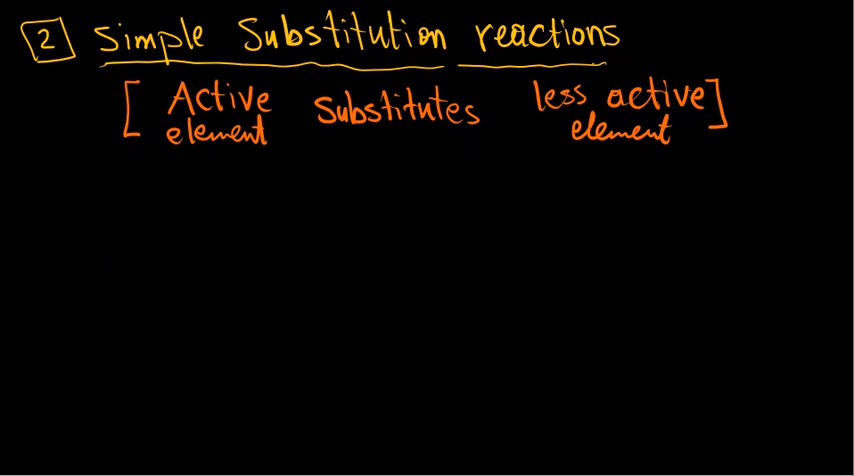 2 Simple Substitution reactions
[ Active element substitutes less active element ]